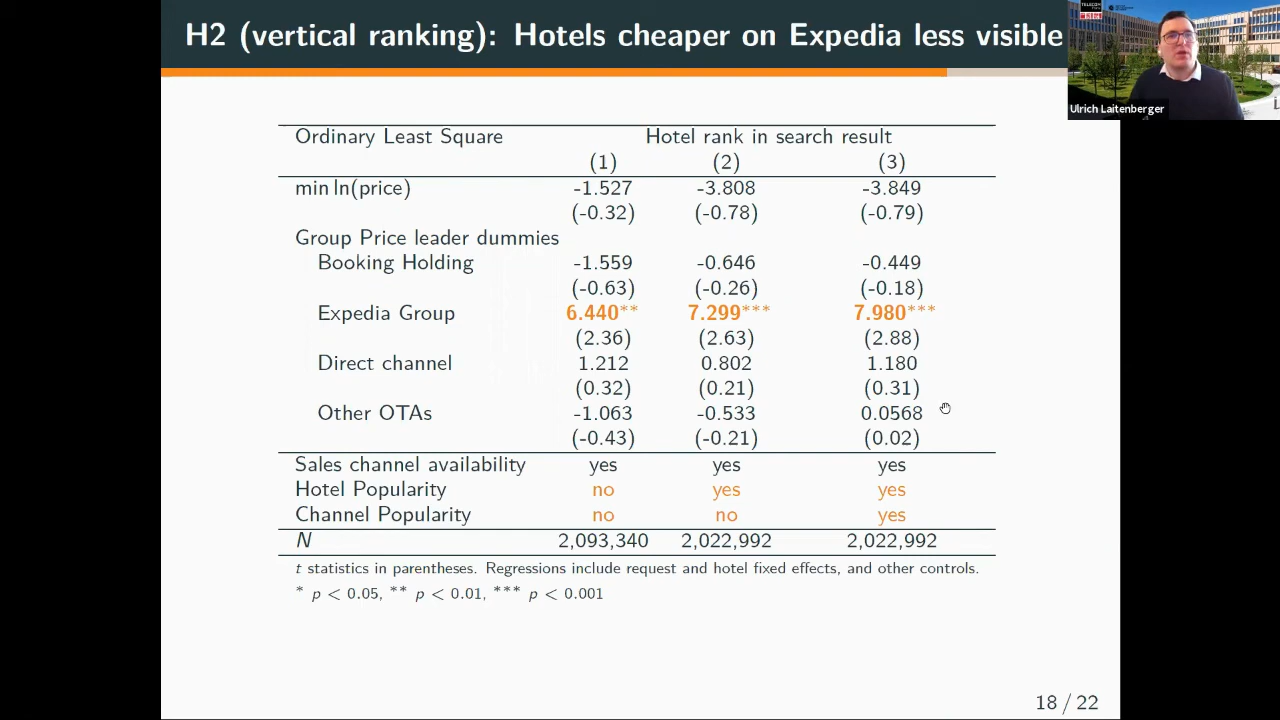 H2 (vertical ranking): Hotels cheaper on Expedia less visible
TELECOM
Ulrich Laitenberger
Ordinary Least Square Hotel rank in search result
(1) (2) (3)
min ln(price) -1.527 -3.808 -3.849
(-0.32) (-0.78) (-0.79)
Group Price leader dummies
Booking Holding -1.559 -0.646 -0.449
(-0.63) (-0.26) (-0.18)
Expedia Group 6.440** 7.299*** 7.980***
(2.36) (2.63) (2.88)
Direct channel 1.212 0.802 1.180
(0.32) (0.21) (0.31)
Other OTAs -1.063 -0.533 0.0568
(-0.43) (-0.21) (0.02)
Sales channel availability yes yes yes
Hotel Popularity no yes yes
Channel Popularity no no yes
N 2,093,340 2,022,992 2,022,992
t statistics in parentheses. Regressions include request and hotel fixed effects, and other controls.
* p < 0.05, ** p < 0.01, *** p < 0.001
18 / 22